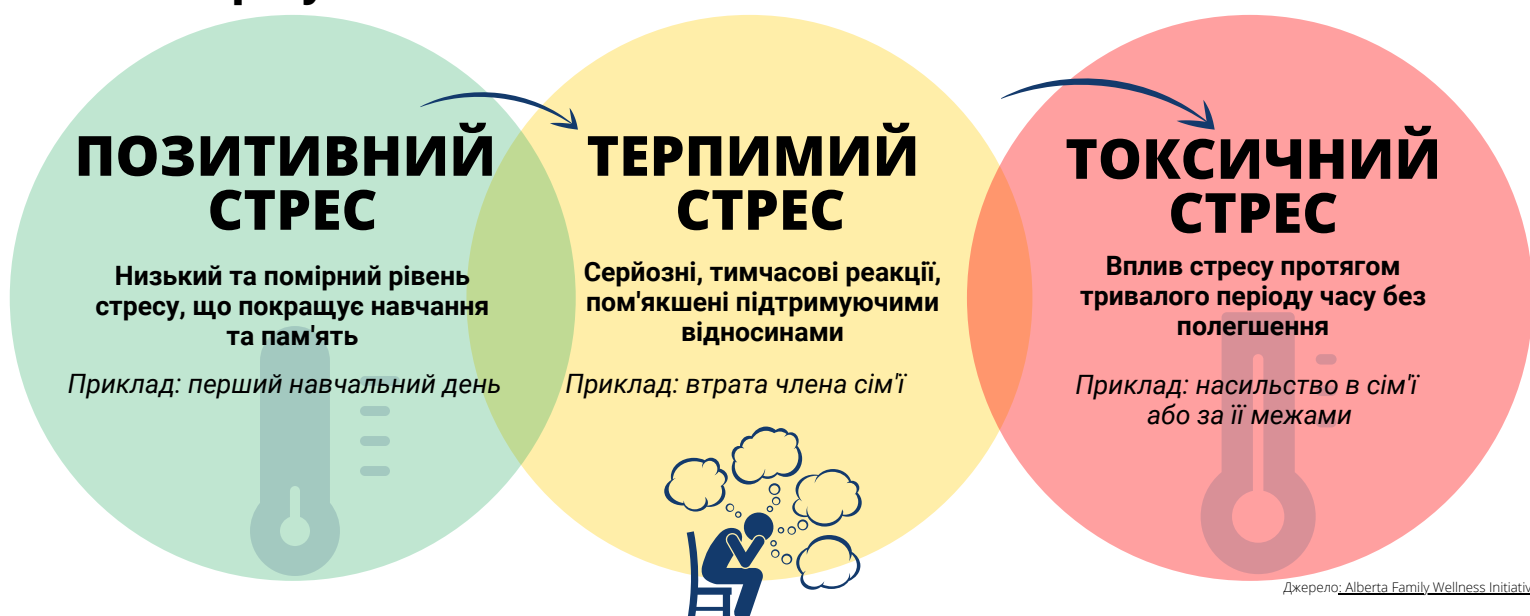 ПОЗИТИВНИЙ
СТРЕС
Низький та помірний рівень
стресу, що покращує навчання
та пам'ять
Приклад: перший навчальний день
ТЕРПИМИЙ
СТРЕС
Серйозні, тимчасові реакції,
пом'якшені підтримуючими
відносинами
Приклад: втрата члена сім'ї
ТОКСИЧНИЙ
СТРЕС
Вплив стресу протягом
тривалого періоду часу без
полегшення
Приклад: насильство в сім'ї
або за її межами
Джерело: Alberta Family Wellness Initiativ